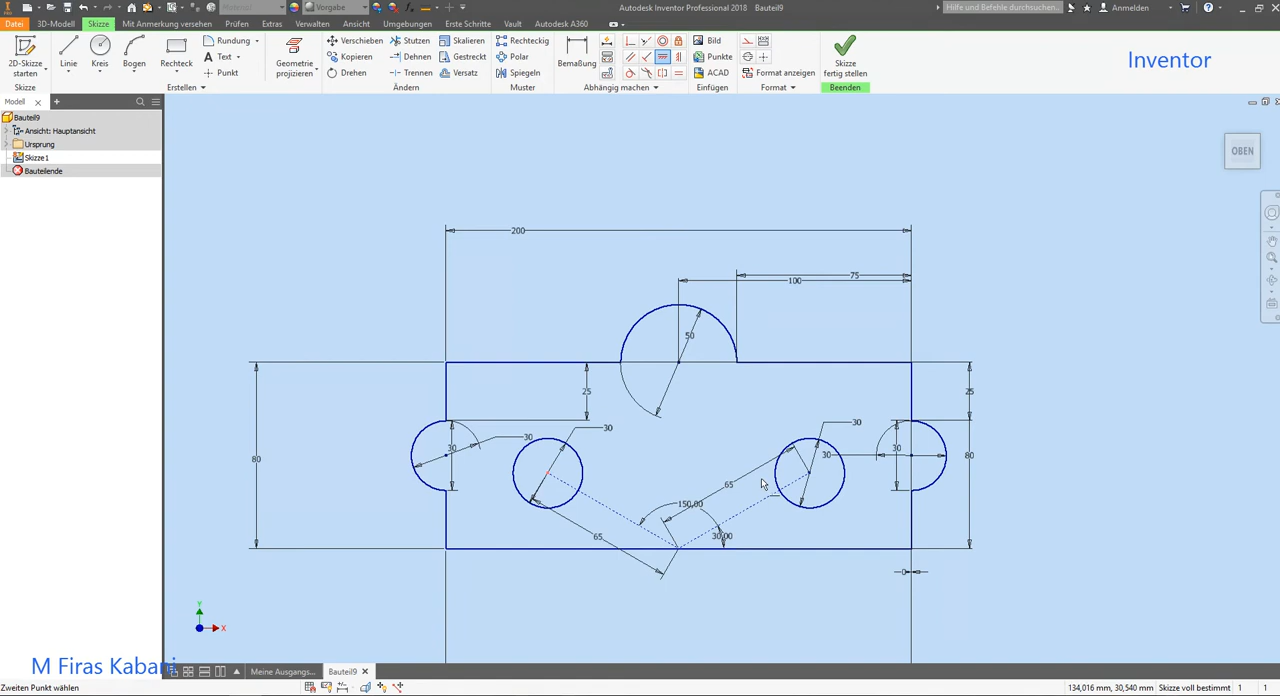 Autodesk Inventor Professional 2018   Bauteil9
Hilfe und Befehle durchsuchen...
Anmelden
Vorgabe
Datei
3D-Modell
Skizze
Mit Anmerkung versehen
Prüfen
Extras
Verwalten
Ansicht
Umgebungen
Erste Schritte
Vault
Autodesk A360
2D-Skizze starten
Skizze
Linie
Kreis
Bogen
Rechteck
Rundung
Text
Punkt
Erstellen
Geometrie projizieren
Verschieben
Kopieren
Drehen
Stutzen
Dehnen
Trennen
Skalieren
Gestreckt
Versatz
Ändern
Rechteckig
Polar
Spiegeln
Muster
Bemaßung
Abhängig machen
Bild
Punkte
ACAD
Einfügen
Format anzeigen
Format
Skizze fertig stellen
Beenden
Inventor
Modell
Bauteil9
Ansicht: Hauptansicht
Ursprung
Skizze1
Bauteilende
OBEN
200
75
100
50
25
25
30
30
30
30
30
30
80
80
65
150,00
65
30,00
0
Y
X
M Firas Kabani
Meine Ausgangs...
Bauteil9
Zweiten Punkt wählen
134,016 mm, 30,540 mm
Skizze voll bestimmt
1
1